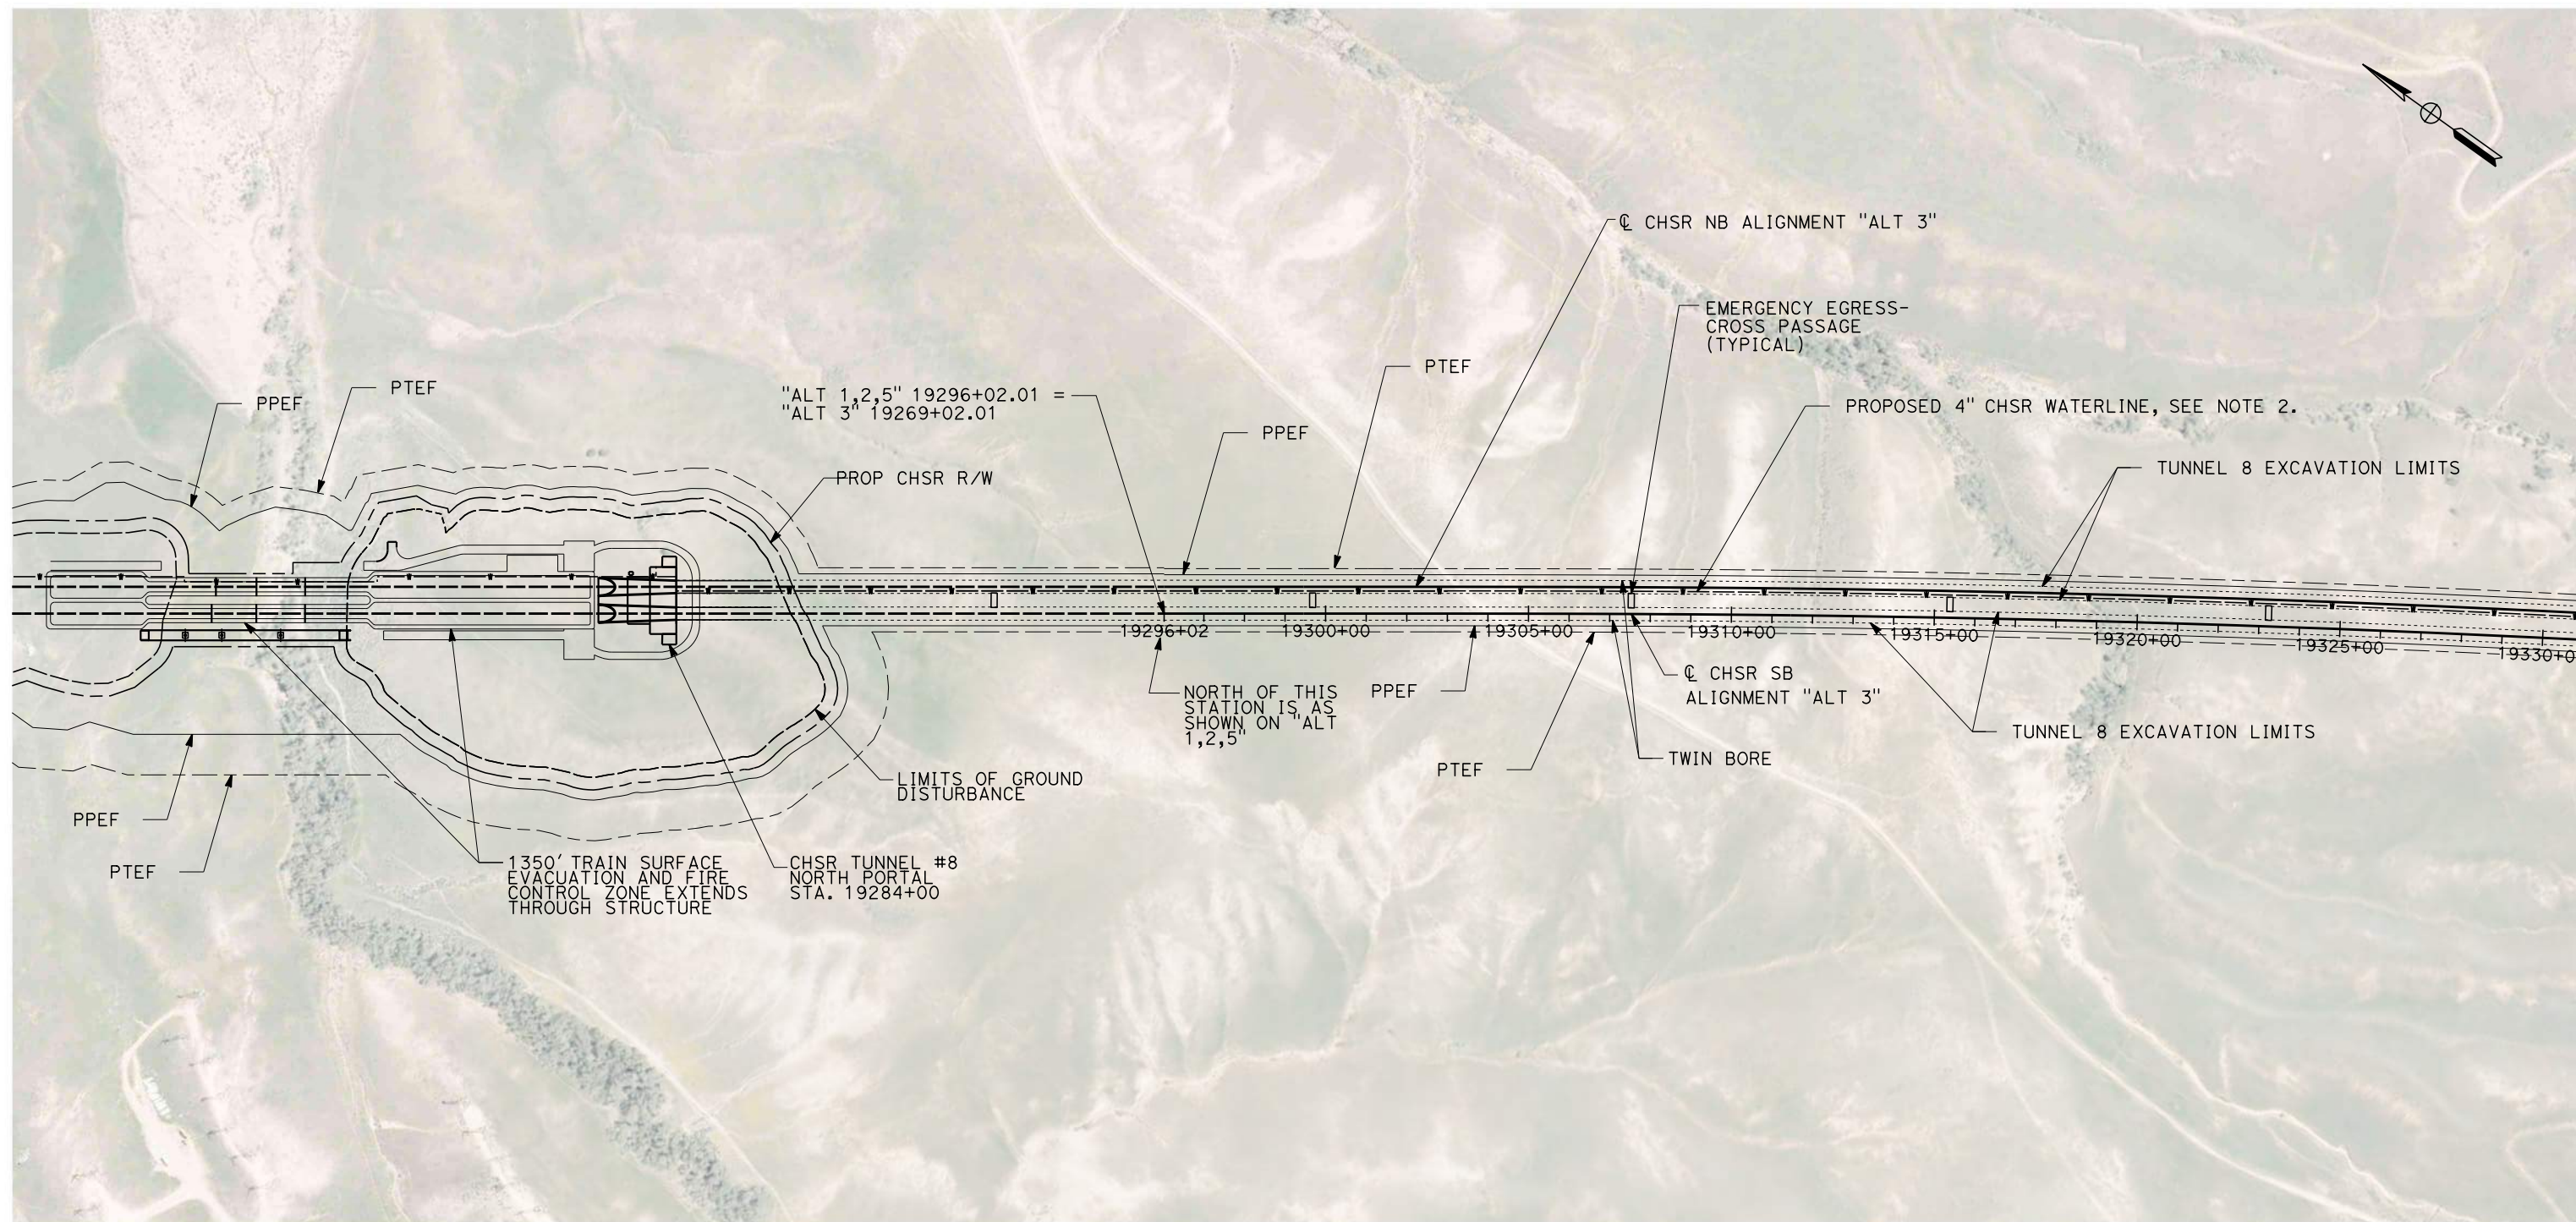 ℄ CHSR NB ALIGNMENT "ALT 3"
EMERGENCY EGRESS-
CROSS PASSAGE
(TYPICAL)
PTEF
PPEF
"ALT 1,2,5" 19296+02.01 =
"ALT 3" 19269+02.01
PTEF
PPEF
PROPOSED 4" CHSR WATERLINE, SEE NOTE 2.
TUNNEL 8 EXCAVATION LIMITS
PROP CHSR R/W
19296+02
19300+00
19305+00
19310+00
19315+00
19320+00
19325+00
19330+0
NORTH OF THIS
STATION IS AS
SHOWN ON "ALT
1,2,5"
PPEF
℄ CHSR SB
ALIGNMENT "ALT 3"
TUNNEL 8 EXCAVATION LIMITS
TWIN BORE
PTEF
LIMITS OF GROUND
DISTURBANCE
PPEF
PTEF
1350' TRAIN SURFACE
EVACUATION AND FIRE
CONTROL ZONE EXTENDS
THROUGH STRUCTURE
CHSR TUNNEL #8
NORTH PORTAL
STA. 19284+00